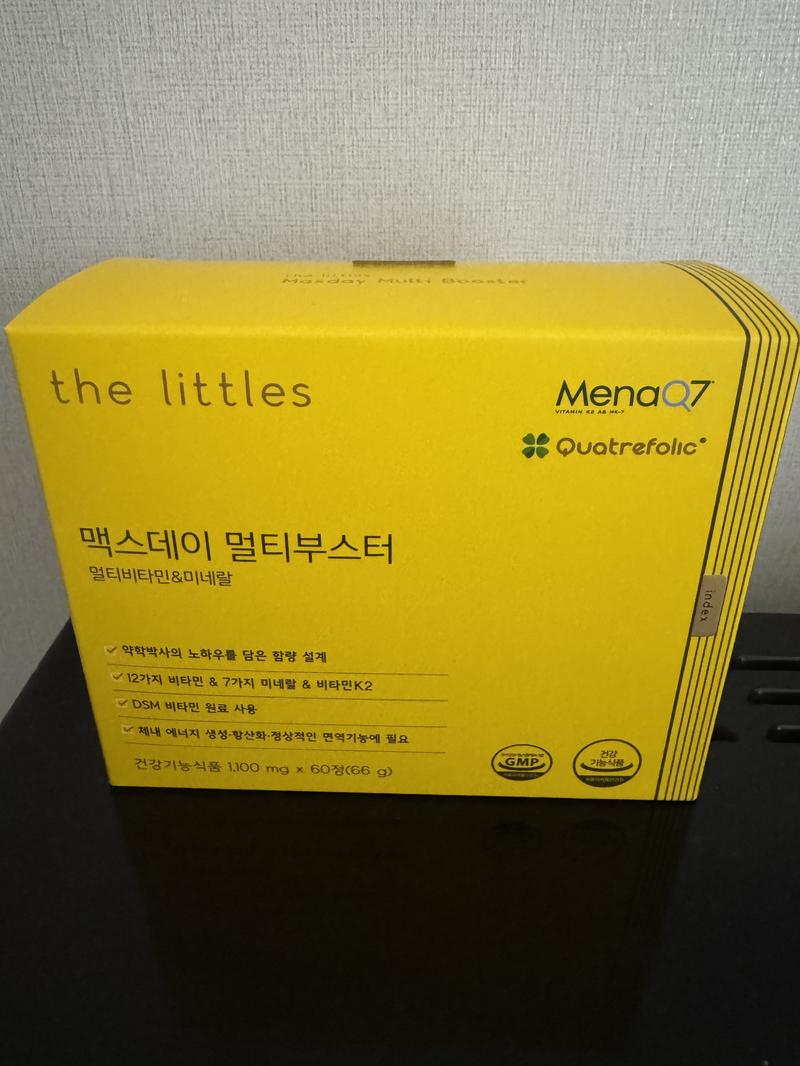 the littles
Maxday Multi Booster
the littles
MenaQ7
VITAMIN K2 AS MK-7
Quatrefolic
맥스데이 멀티부스터
멀티비타민&미네랄
index
약학박사의 노하우를 담은 함량 설계
12가지 비타민 & 7가지 미네랄 & 비타민K2
DSM 비타민 원료 사용
체내 에너지 생성·항산화·정상적인 면역기능에 필요
건강기능식품 1,100 mg x 60정(66 g)
GMP
건강
기능식품